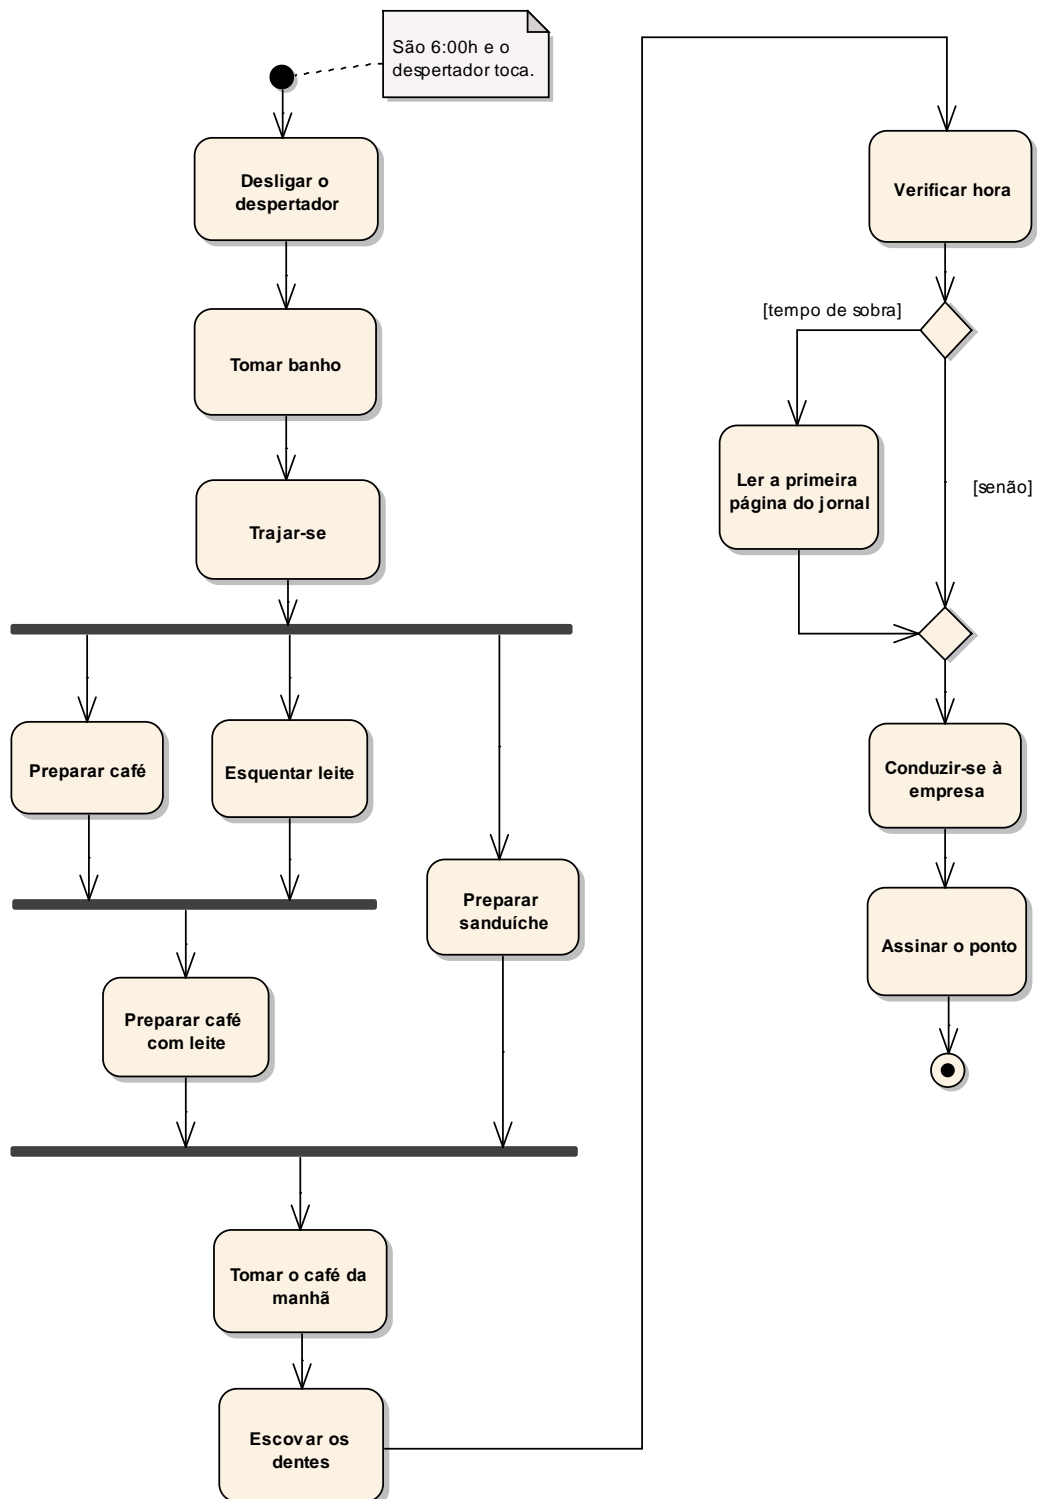 São 6:00h e o
despertador toca.
Desligar o
despertador
Tomar banho
Trajar-se
Preparar café
Esquentar leite
Preparar
sanduíche
Preparar café
com leite
Tomar o café da
manhã
Escovar os
dentes
Verificar hora
[tempo de sobra]
Ler a primeira
página do jornal
[senão]
Conduzir-se à
empresa
Assinar o ponto